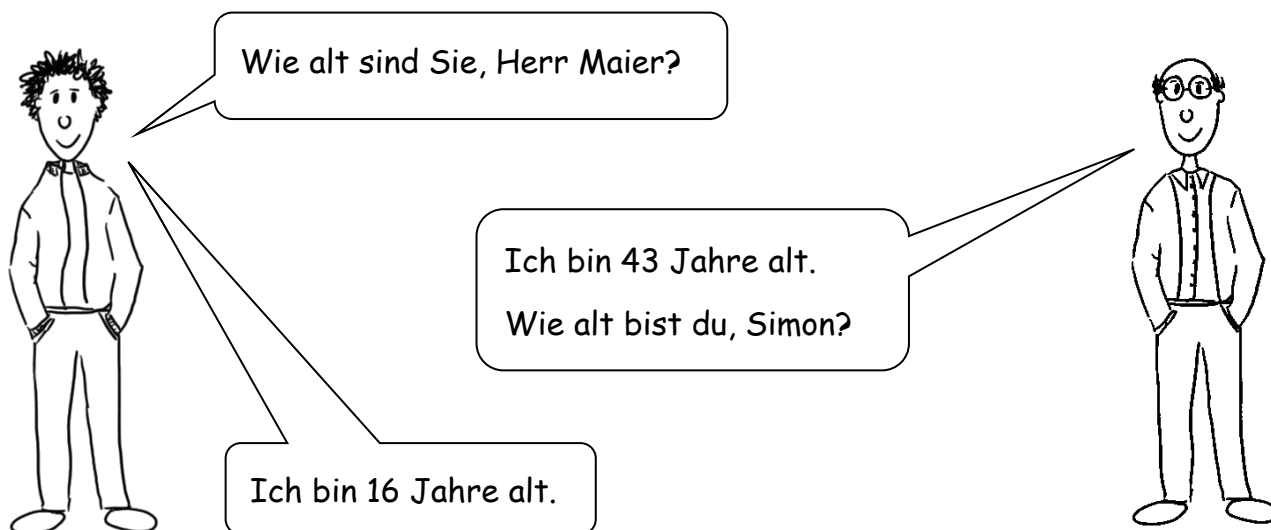 Wie alt sind Sie, Herr Maier?
Ich bin 43 Jahre alt.
Wie alt bist du, Simon?
Ich bin 16 Jahre alt.